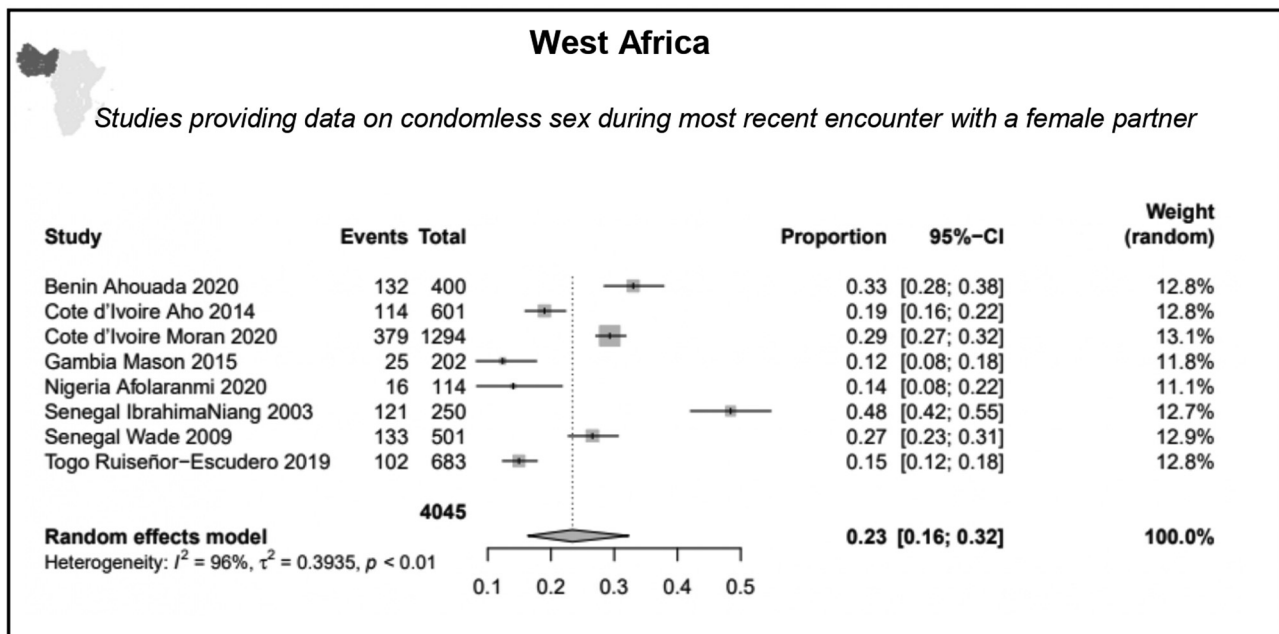 West Africa
Studies providing data on condomless sex during most recent encounter with a female partner
Weight
Study Events Total Proportion 95%−CI (random)
Benin Ahouada 2020 132 400 0.33 [0.28; 0.38] 12.8%
Cote d'Ivoire Aho 2014 114 601 0.19 [0.16; 0.22] 12.8%
Cote d'Ivoire Moran 2020 379 1294 0.29 [0.27; 0.32] 13.1%
Gambia Mason 2015 25 202 0.12 [0.08; 0.18] 11.8%
Nigeria Afolaranmi 2020 16 114 0.14 [0.08; 0.22] 11.1%
Senegal IbrahimaNiang 2003 121 250 0.48 [0.42; 0.55] 12.7%
Senegal Wade 2009 133 501 0.27 [0.23; 0.31] 12.9%
Togo Ruiseñor−Escudero 2019 102 683 0.15 [0.12; 0.18] 12.8%
4045
Random effects model 0.23 [0.16; 0.32] 100.0%
Heterogeneity: I² = 96%, τ² = 0.3935, p < 0.01
0.1 0.2 0.3 0.4 0.5